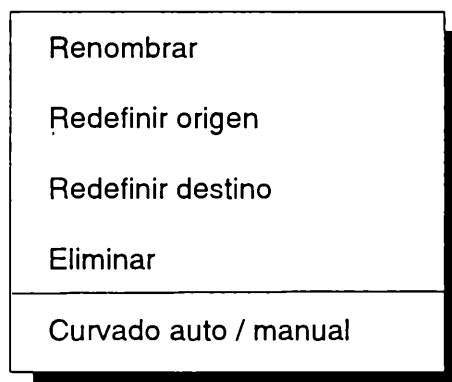 Renombrar
Redefinir origen
Redefinir destino
Eliminar
Curvado auto / manual